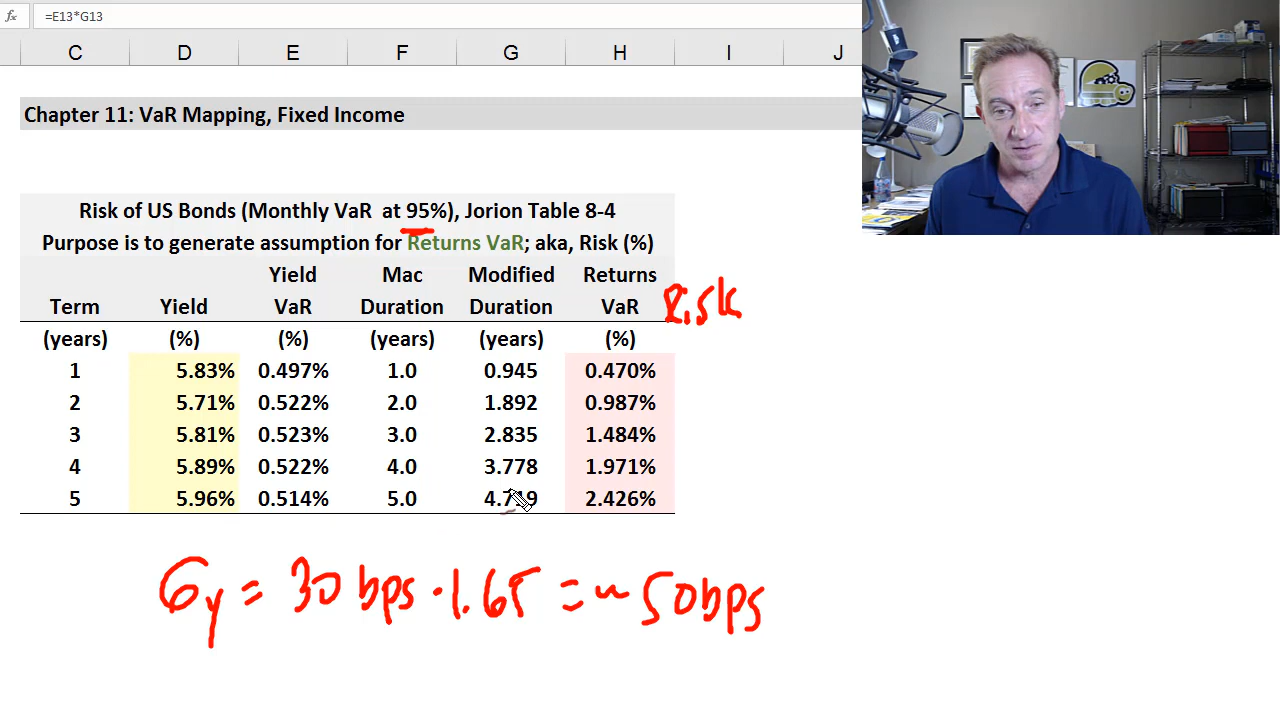 fx =E13*G13
C D E F G H I J
Chapter 11: VaR Mapping, Fixed Income
Risk of US Bonds (Monthly VaR at 95%), Jorion Table 8-4
Purpose is to generate assumption for Returns VaR; aka, Risk (%)
Yield Mac Modified Returns
Term Yield VaR Duration Duration VaR Risk
(years) (%) (%) (years) (years) (%)
1 5.83% 0.497% 1.0 0.945 0.470%
2 5.71% 0.522% 2.0 1.892 0.987%
3 5.81% 0.523% 3.0 2.835 1.484%
4 5.89% 0.522% 4.0 3.778 1.971%
5 5.96% 0.514% 5.0 4.719 2.426%
σy = 30 bps · 1.65 = ~ 50bps